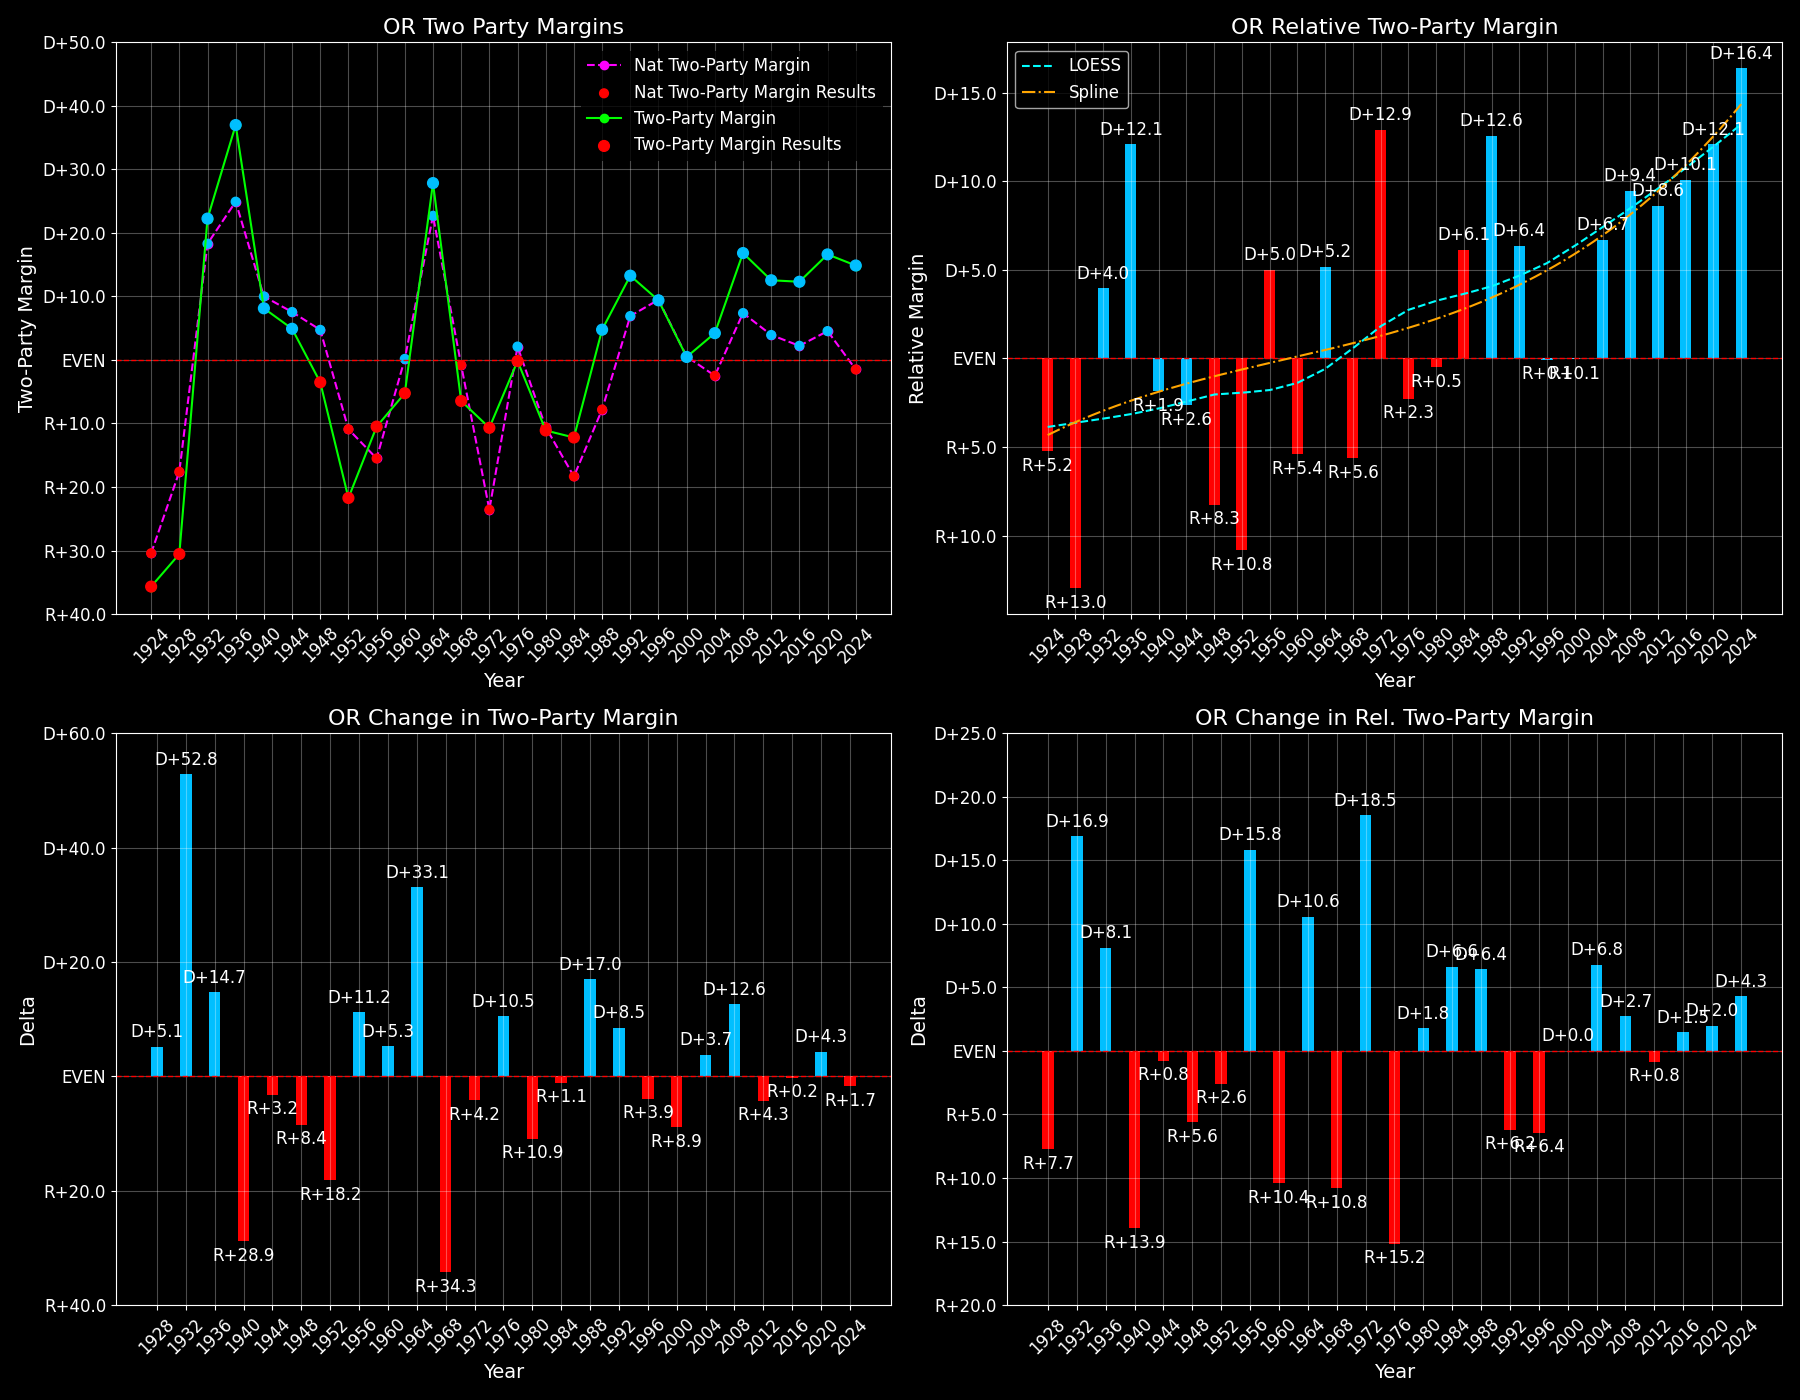 OR Two Party Margins
D+50.0
D+40.0
D+30.0
D+20.0
D+10.0
EVEN
R+10.0
R+20.0
R+30.0
R+40.0
Two-Party Margin
Nat Two-Party Margin
Nat Two-Party Margin Results
Two-Party Margin
Two-Party Margin Results
1924 1928 1932 1936 1940 1944 1948 1952 1956 1960 1964 1968 1972 1976 1980 1984 1988 1992 1996 2000 2004 2008 2012 2016 2020 2024
Year
OR Relative Two-Party Margin
D+15.0
D+10.0
D+5.0
EVEN
R+5.0
R+10.0
Relative Margin
LOESS
Spline
R+5.2 R+13.0 D+4.0 D+12.1 R+1.9 R+2.6 R+8.3 R+10.8 D+5.0 R+5.4 D+5.2 R+5.6 D+12.9 R+2.3 R+0.5 D+6.1 D+12.6 D+6.4 R+0.1 R+0.1 D+6.7 D+9.4 D+8.6 D+10.1 D+12.1 D+16.4
1924 1928 1932 1936 1940 1944 1948 1952 1956 1960 1964 1968 1972 1976 1980 1984 1988 1992 1996 2000 2004 2008 2012 2016 2020 2024
Year
OR Change in Two-Party Margin
D+60.0
D+40.0
D+20.0
EVEN
R+20.0
R+40.0
Delta
D+5.1 D+52.8 D+14.7 R+28.9 R+3.2 R+8.4 R+18.2 D+11.2 D+5.3 D+33.1 R+34.3 R+4.2 D+10.5 R+10.9 R+1.1 D+17.0 D+8.5 R+3.9 R+8.9 D+3.7 D+12.6 R+4.3 R+0.2 D+4.3 R+1.7
1928 1932 1936 1940 1944 1948 1952 1956 1960 1964 1968 1972 1976 1980 1984 1988 1992 1996 2000 2004 2008 2012 2016 2020 2024
Year
OR Change in Rel. Two-Party Margin
D+25.0
D+20.0
D+15.0
D+10.0
D+5.0
EVEN
R+5.0
R+10.0
R+15.0
R+20.0
Delta
R+7.7 D+16.9 D+8.1 R+13.9 R+0.8 R+5.6 R+2.6 D+15.8 R+10.4 D+10.6 R+10.8 D+18.5 R+15.2 D+1.8 D+6.6 D+6.4 R+6.2 R+6.4 D+0.0 D+6.8 D+2.7 R+0.8 D+1.5 D+2.0 D+4.3
1928 1932 1936 1940 1944 1948 1952 1956 1960 1964 1968 1972 1976 1980 1984 1988 1992 1996 2000 2004 2008 2012 2016 2020 2024
Year